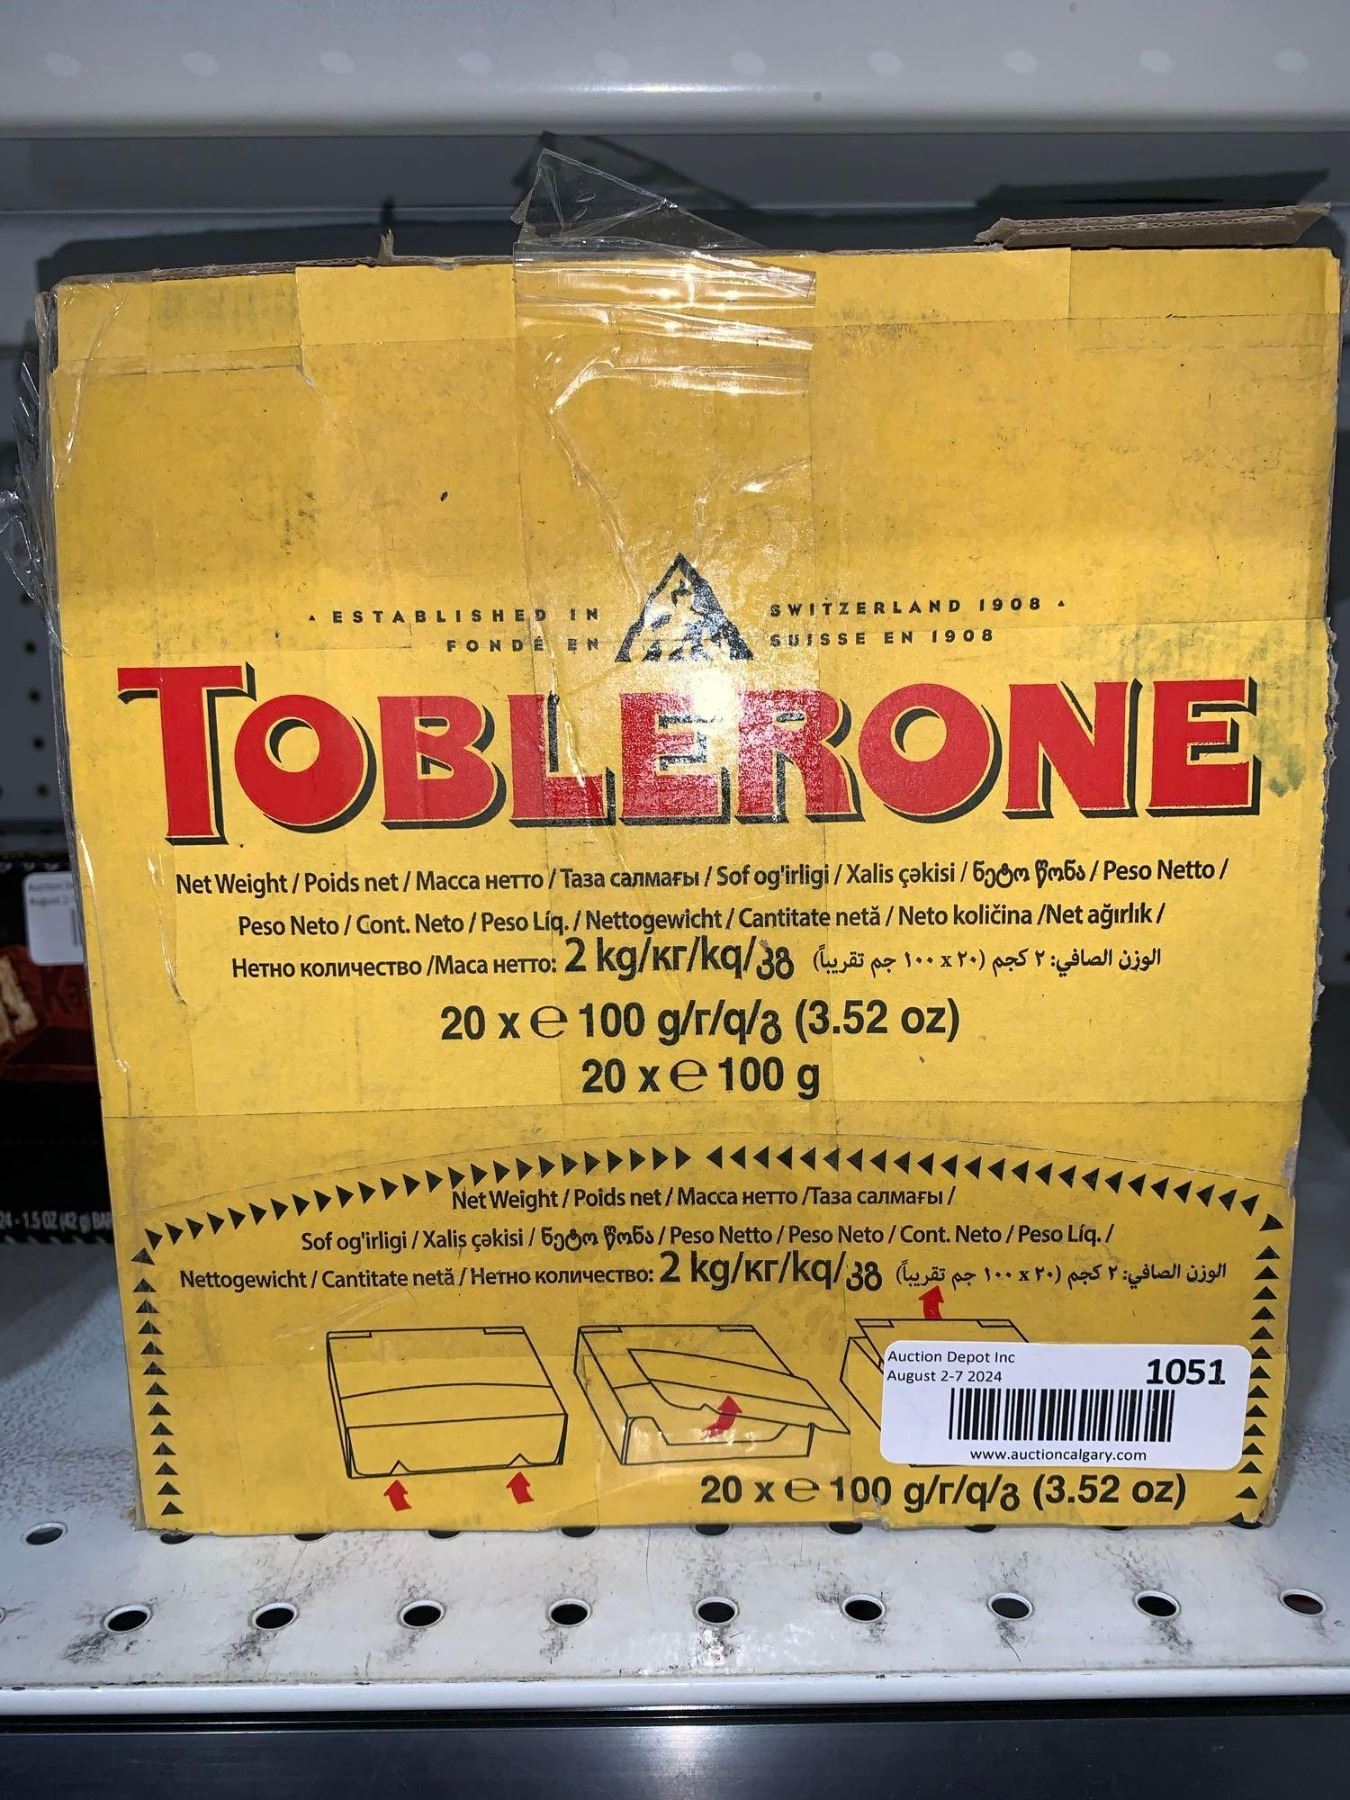 ▲ ESTABLISHED IN SWITZERLAND 1908 ▲
FONDÉ EN SUISSE EN 1908
TOBLERONE
Net Weight / Poids net / Масса нетто / Таза салмағы / Sof og'irligi / Xalis çəkisi / ნეტო წონა / Peso Netto /
Peso Neto / Cont. Neto / Peso Líq. / Nettogewicht / Cantitate netă / Neto količina /Net ağırlık /
Нетно количество /Маса нетто: 2 kg/кг/kq/კგ الوزن الصافي: ٢ كجم (٢٠ x ١٠٠ جم تقريباً)
20 x ℮ 100 g/г/q/გ (3.52 oz)
20 x ℮ 100 g
Net Weight / Poids net / Масса нетто /Таза салмағы /
Sof og'irligi / Xalis çəkisi / ნეტო წონა / Peso Netto / Peso Neto / Cont. Neto / Peso Líq. /
Nettogewicht / Cantitate netă / Нетно количество: 2 kg/кг/kq/კგ الوزن الصافي: ٢ كجم (٢٠ x ١٠٠ جم تقريباً)
Auction Depot Inc 1051
August 2-7 2024
www.auctioncalgary.com
20 x ℮ 100 g/г/q/გ (3.52 oz)
24 - 1.5 OZ (42 g) BAR